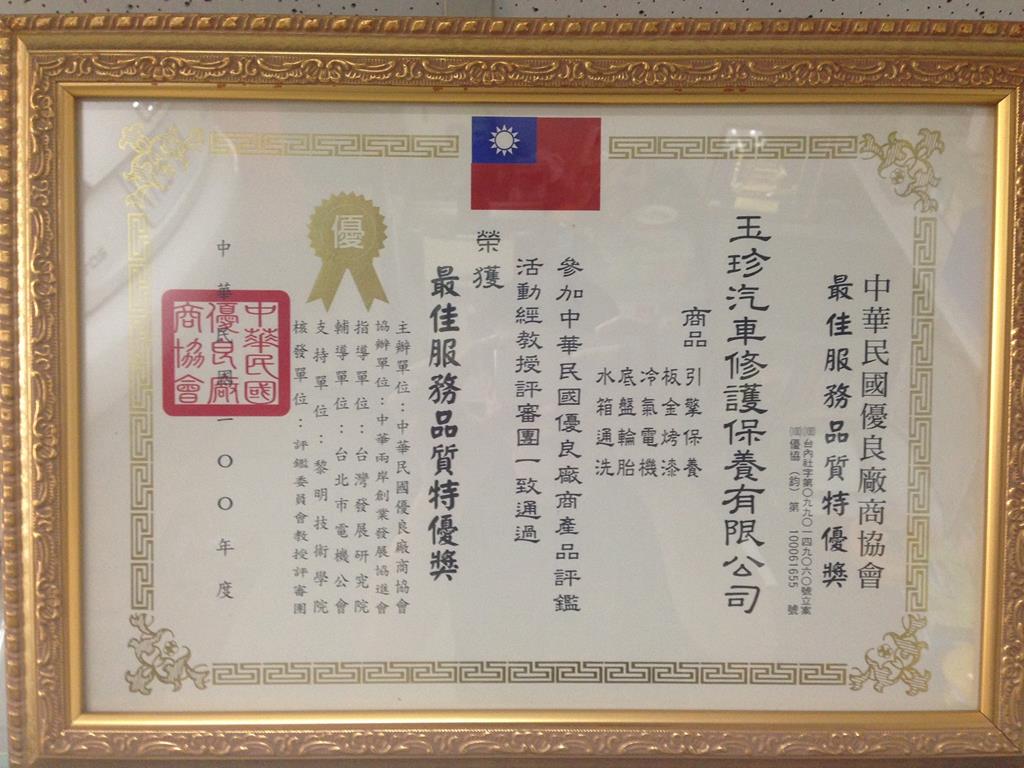 中華民國優良廠商協會
最佳服務品質特優獎
台內社字第〇九九〇一四九〇六〇號立案
優協（鈞）第 100061655 號
玉珍汽車修護保養有限公司
商品
引擎保養
板金烤漆
冷氣電機
底盤輪胎
水箱通洗
參加中華民國優良廠商產品評鑑
活動經教授評審團一致通過
榮獲
最佳服務品質特優獎
主辦單位：中華民國優良廠商協會
協辦單位：中華兩岸創業發展協進會
指導單位：台灣發展研究院
輔導單位：台北市電機公會
支持單位：黎明技術學院
核發單位：評鑑委員會教授評審團
優
中華民國一〇〇年度
中華民國優良廠商協會